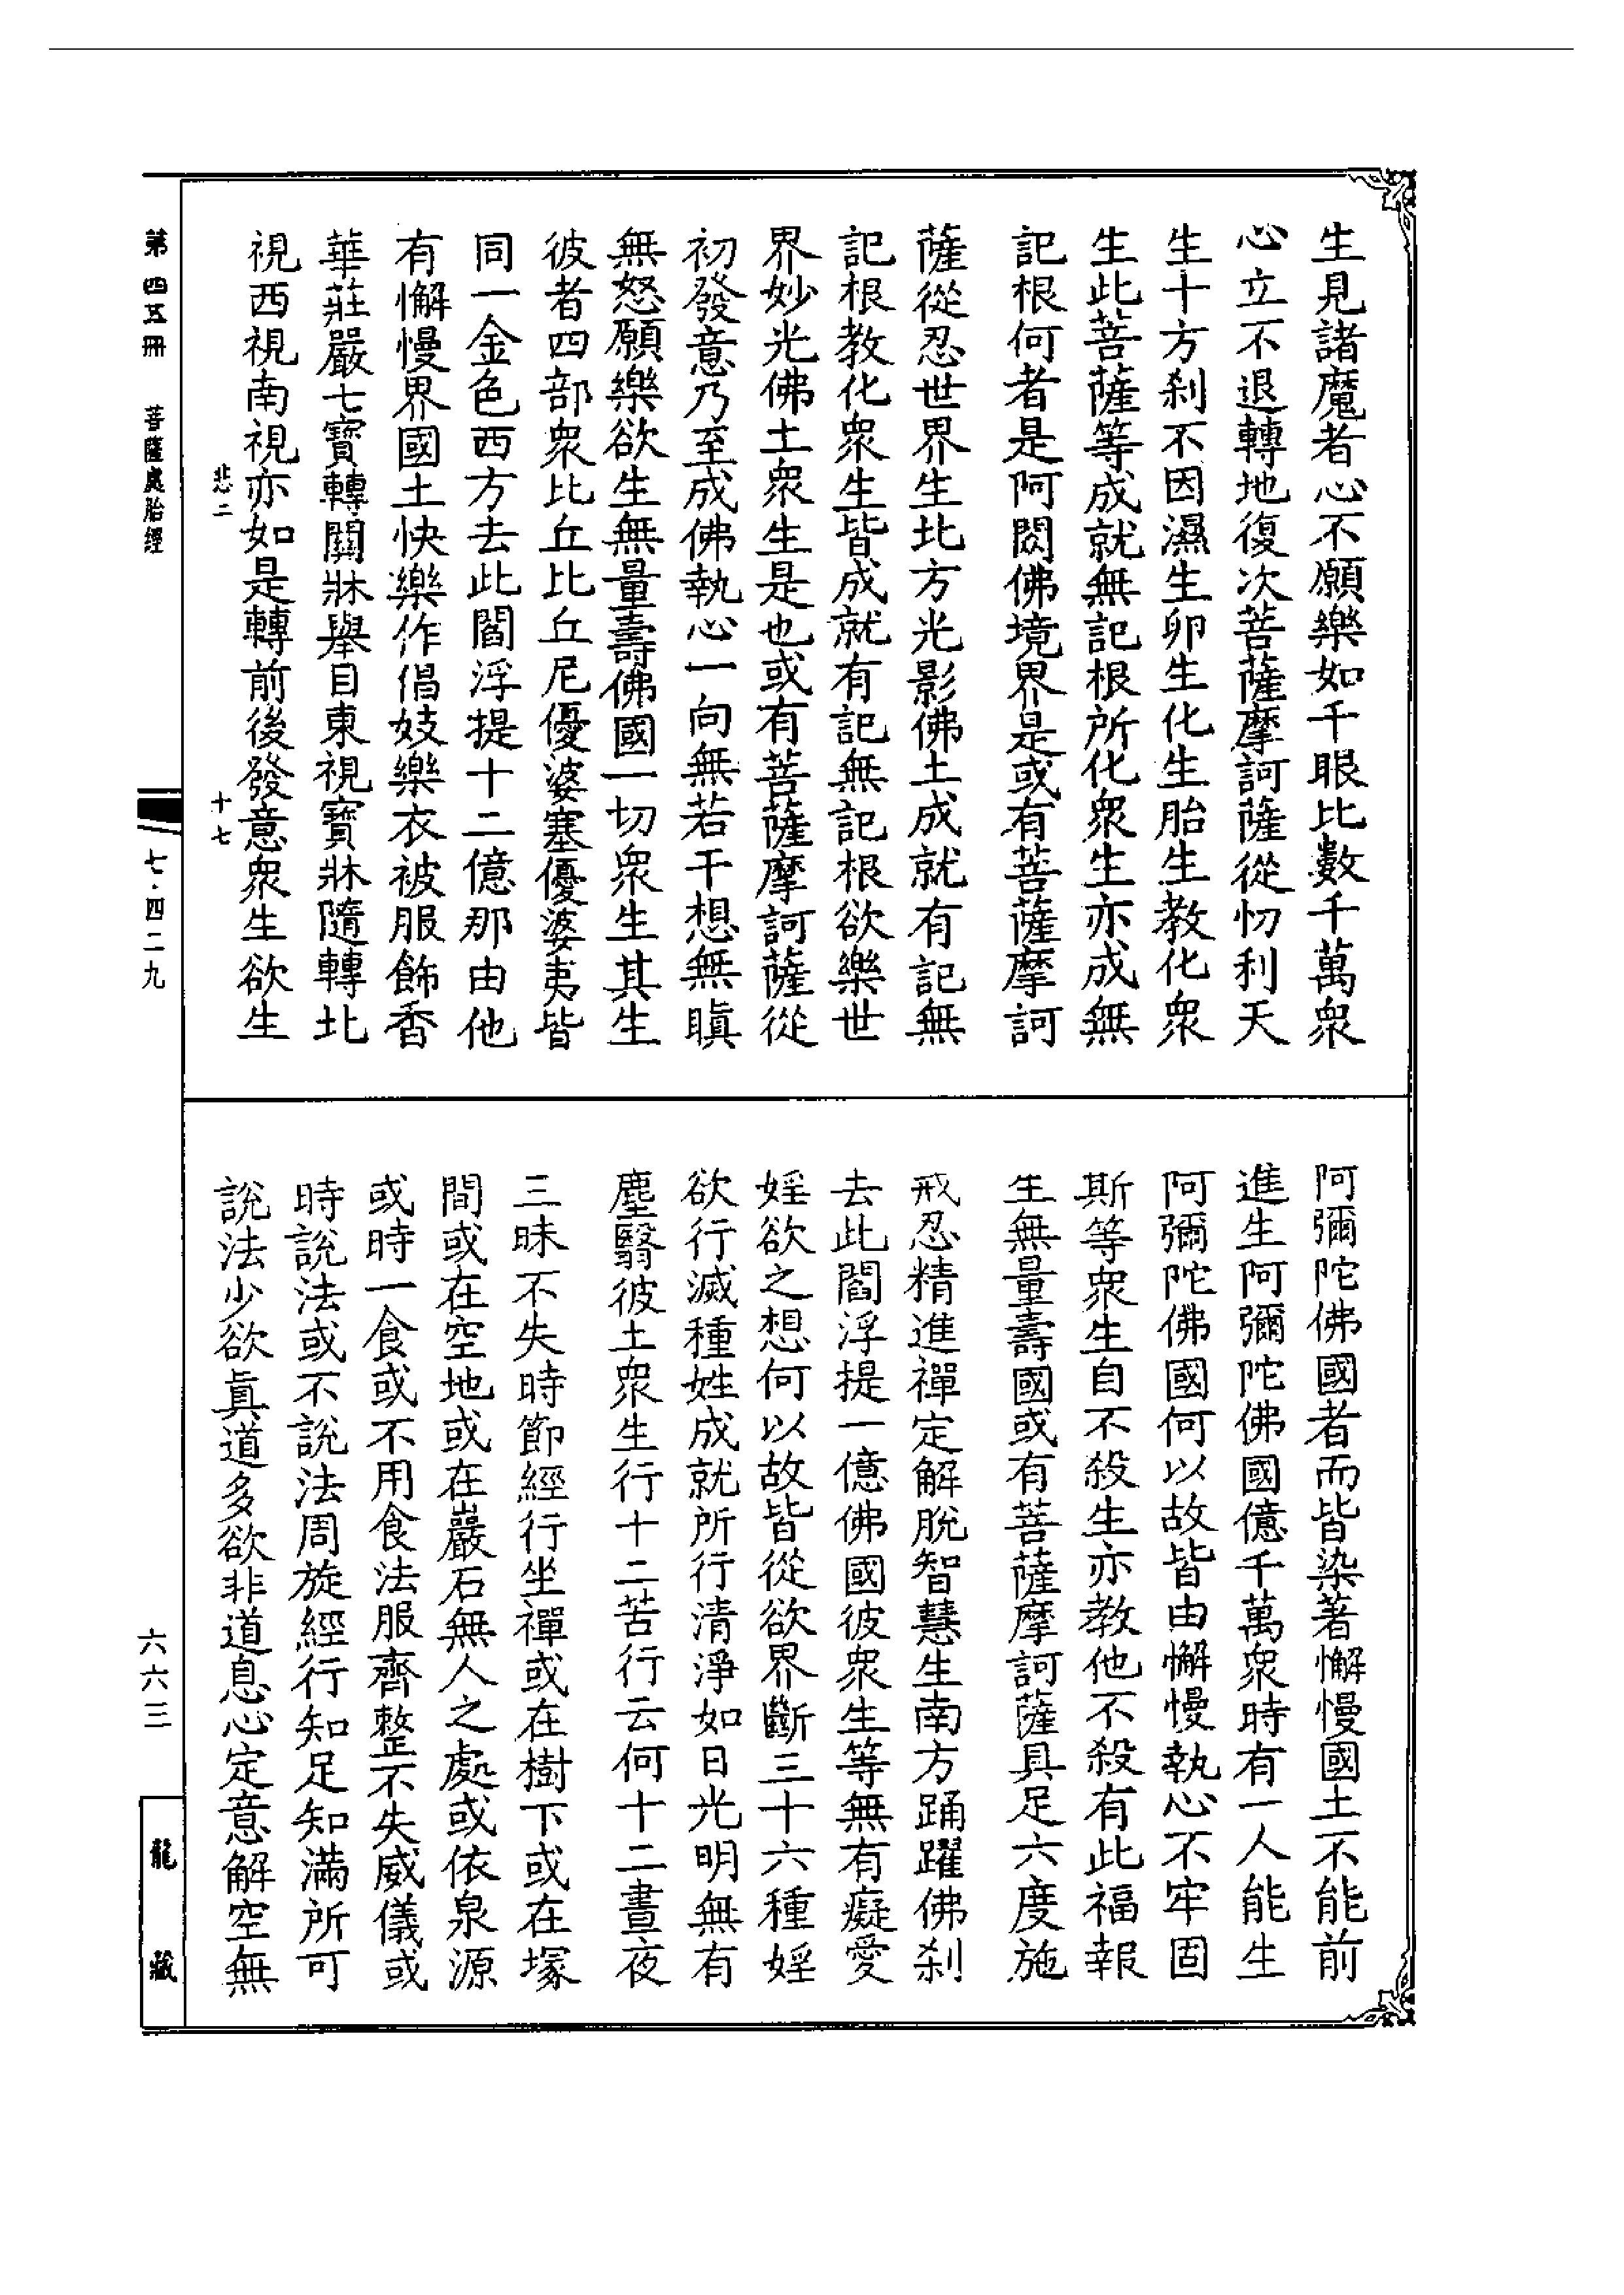 生見諸魔者心不願樂如千眼比數千萬衆
心立不退轉地復次菩薩摩訶薩從忉利天
生十方刹不因濕生卵生化生胎生教化衆
生此菩薩等成就無記根所化衆生亦成無
記根何者是阿閦佛境界是或有菩薩摩訶
薩從忍世界生北方光影佛土成就有記無
記根教化衆生皆成就有記無記根欲樂世
界妙光佛土衆生是也或有菩薩摩訶薩從
初發意乃至成佛執心一向無若干想無瞋
無怒願樂欲生無量壽佛國一切衆生其生
彼者四部衆比丘比丘尼優婆塞優婆夷皆
同一金色西方去此閻浮提十二億那由他
有懈慢界國土快樂作倡妓樂衣被服飾香
華莊嚴七寶轉關牀舉目東視寶牀隨轉北
視西視南視亦如是轉前後發意衆生欲生
阿彌陀佛國者而皆染著懈慢國土不能前
進生阿彌陀佛國億千萬衆時有一人能生
阿彌陀佛國何以故皆由懈慢執心不牢固
斯等衆生自不殺生亦教他不殺有此福報
生無量壽國或有菩薩摩訶薩具足六度施
戒忍精進禪定解脫智慧生南方踊躍佛刹
去此閻浮提一億佛國彼衆生等無有癡愛
婬欲之想何以故皆從欲界斷三十六種婬
欲行滅種姓成就所行清淨如日光明無有
塵翳彼土衆生行十二苦行云何十二晝夜
三昧不失時節經行坐禪或在樹下或在塚
間或在空地或在巖石無人之處或依泉源
或時一食或不用食法服齊整不失威儀或
時說法或不說法周旋經行知足知滿所可
說法少欲眞道多欲非道息心定意解空無
悲二
十七
第四五冊
菩薩處胎經
七·四二九
六六三
龍藏